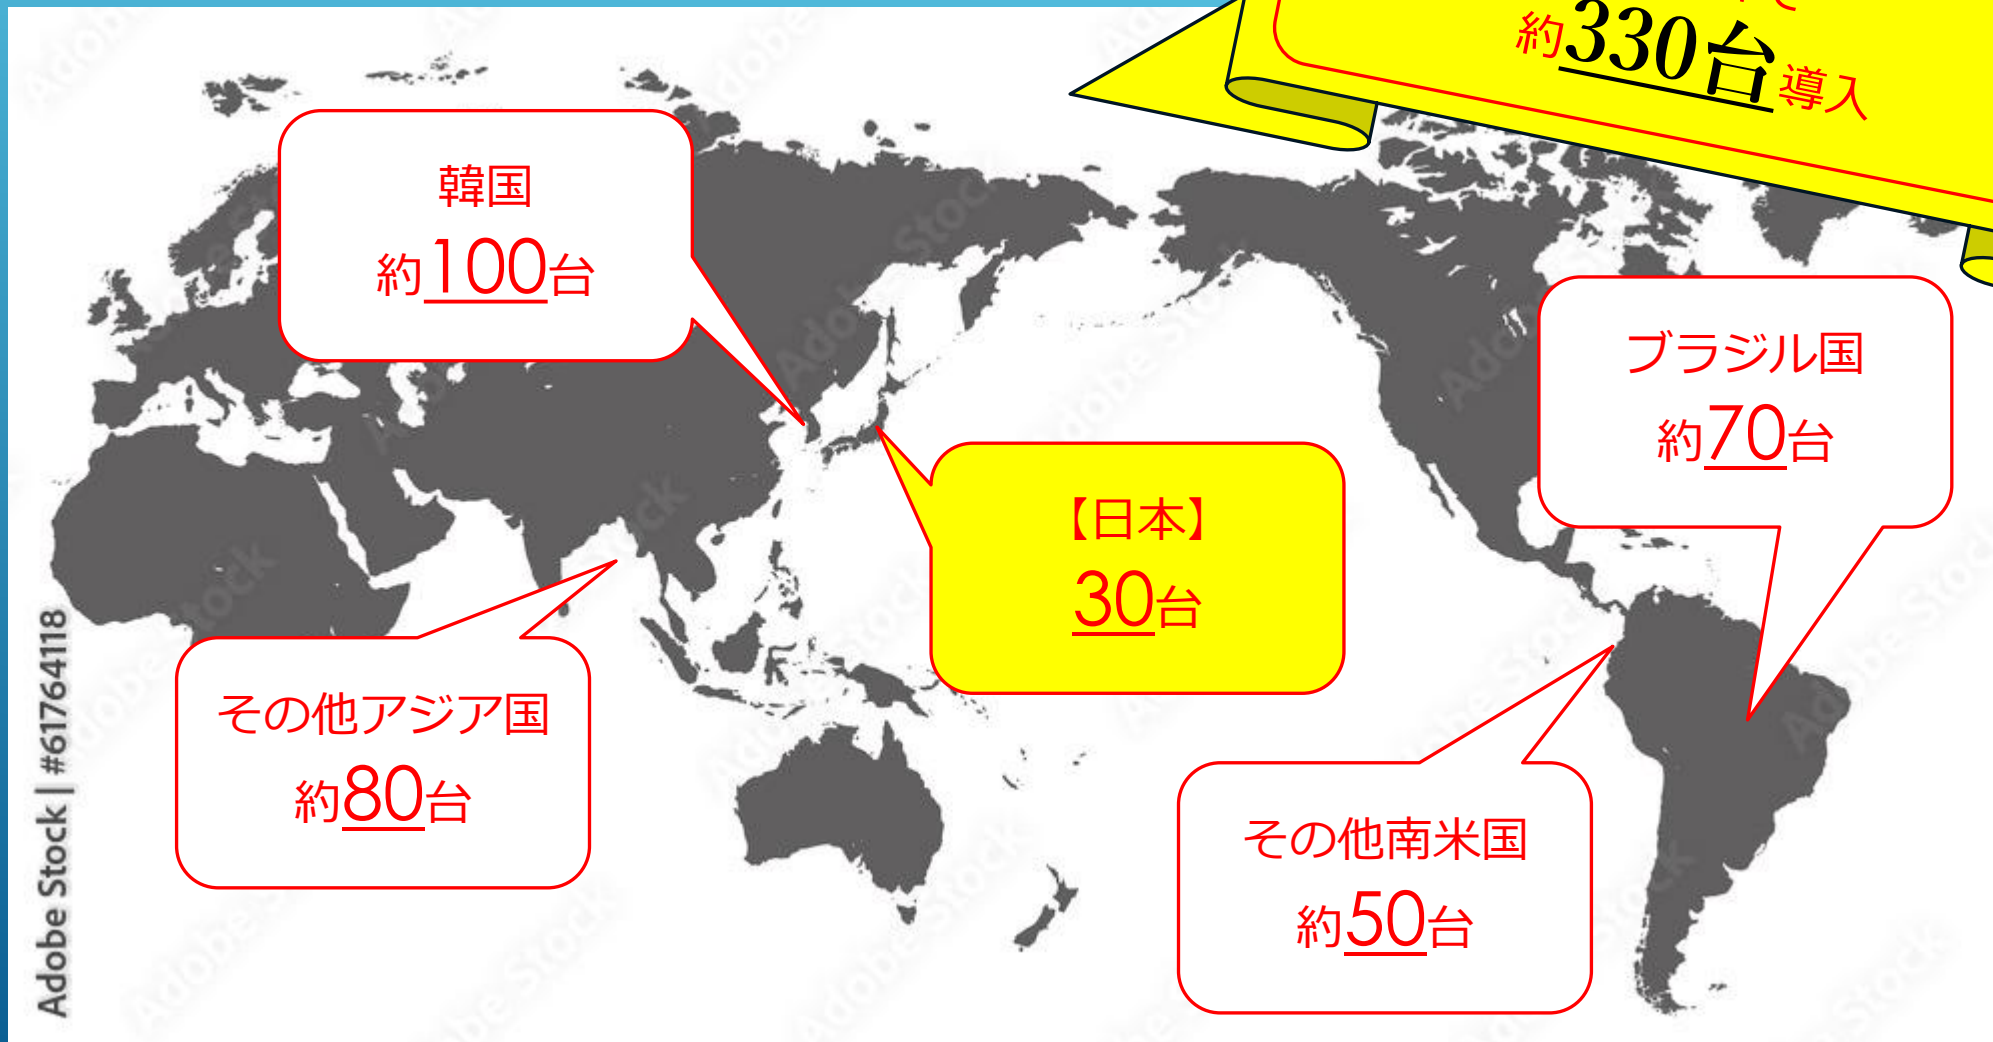 約330台導入
韓国
約100台
ブラジル国
約70台
【日本】
30台
その他アジア国
約80台
その他南米国
約50台
Adobe Stock | #617641118